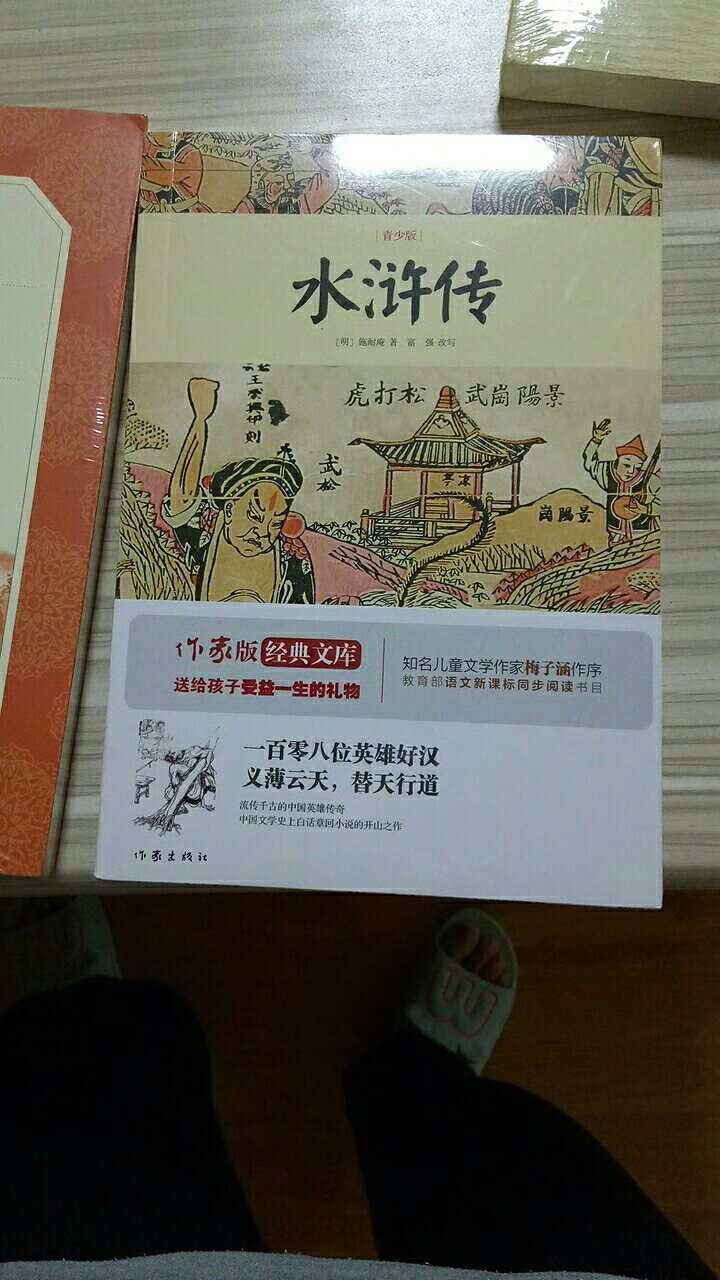 |青少版|
水浒传
[明] 施耐庵 著 富 强 改写
虎打松武崗陽景
武松
崗陽景
作家版 经典文库
送给孩子受益一生的礼物
知名儿童文学作家梅子涵作序
教育部语文新课标同步阅读书目
一百零八位英雄好汉
义薄云天，替天行道
流传千古的中国英雄传奇
中国文学史上白话章回小说的开山之作
作家出版社
W